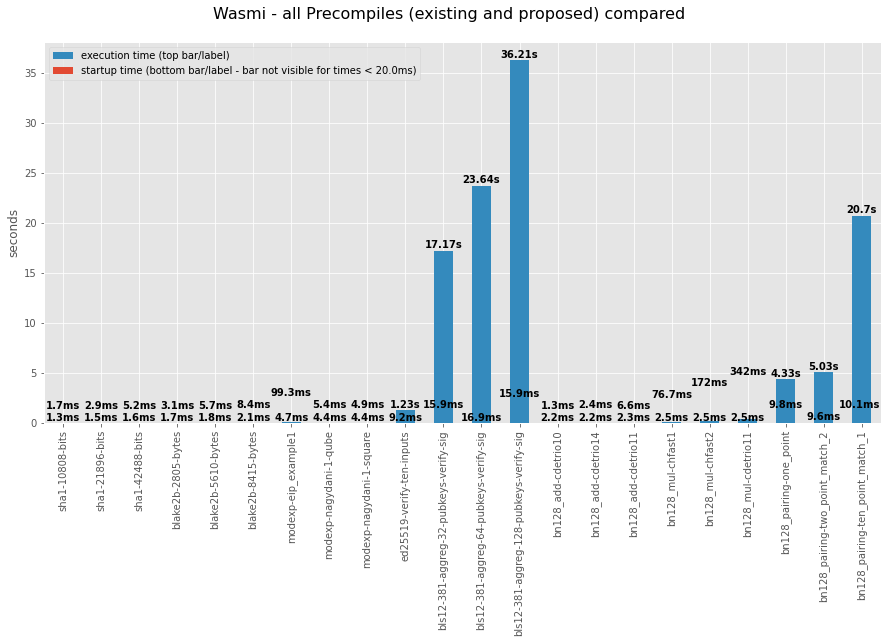 Wasmi - all Precompiles (existing and proposed) compared
execution time (top bar/label)
startup time (bottom bar/label - bar not visible for times < 20.0ms)
seconds
35
30
25
20
15
10
5
0
1.7ms
1.3ms
2.9ms
1.5ms
5.2ms
1.6ms
3.1ms
1.7ms
5.7ms
1.8ms
8.4ms
2.1ms
99.3ms
4.7ms
5.4ms
4.4ms
4.9ms
4.4ms
1.23s
9.2ms
17.17s
15.9ms
23.64s
16.9ms
36.21s
15.9ms
1.3ms
2.2ms
2.4ms
2.2ms
6.6ms
2.3ms
76.7ms
2.5ms
172ms
2.5ms
342ms
2.5ms
4.33s
9.8ms
5.03s
9.6ms
20.7s
10.1ms
sha1-10808-bits
sha1-21896-bits
sha1-42488-bits
blake2b-2805-bytes
blake2b-5610-bytes
blake2b-8415-bytes
modexp-eip_example1
modexp-nagydani-1-qube
modexp-nagydani-1-square
ed25519-verify-ten-inputs
bls12-381-aggreg-32-pubkeys-verify-sig
bls12-381-aggreg-64-pubkeys-verify-sig
bls12-381-aggreg-128-pubkeys-verify-sig
bn128_add-cdetrio10
bn128_add-cdetrio14
bn128_add-cdetrio11
bn128_mul-chfast1
bn128_mul-chfast2
bn128_mul-cdetrio11
bn128_pairing-one_point
bn128_pairing-two_point_match_2
bn128_pairing-ten_point_match_1